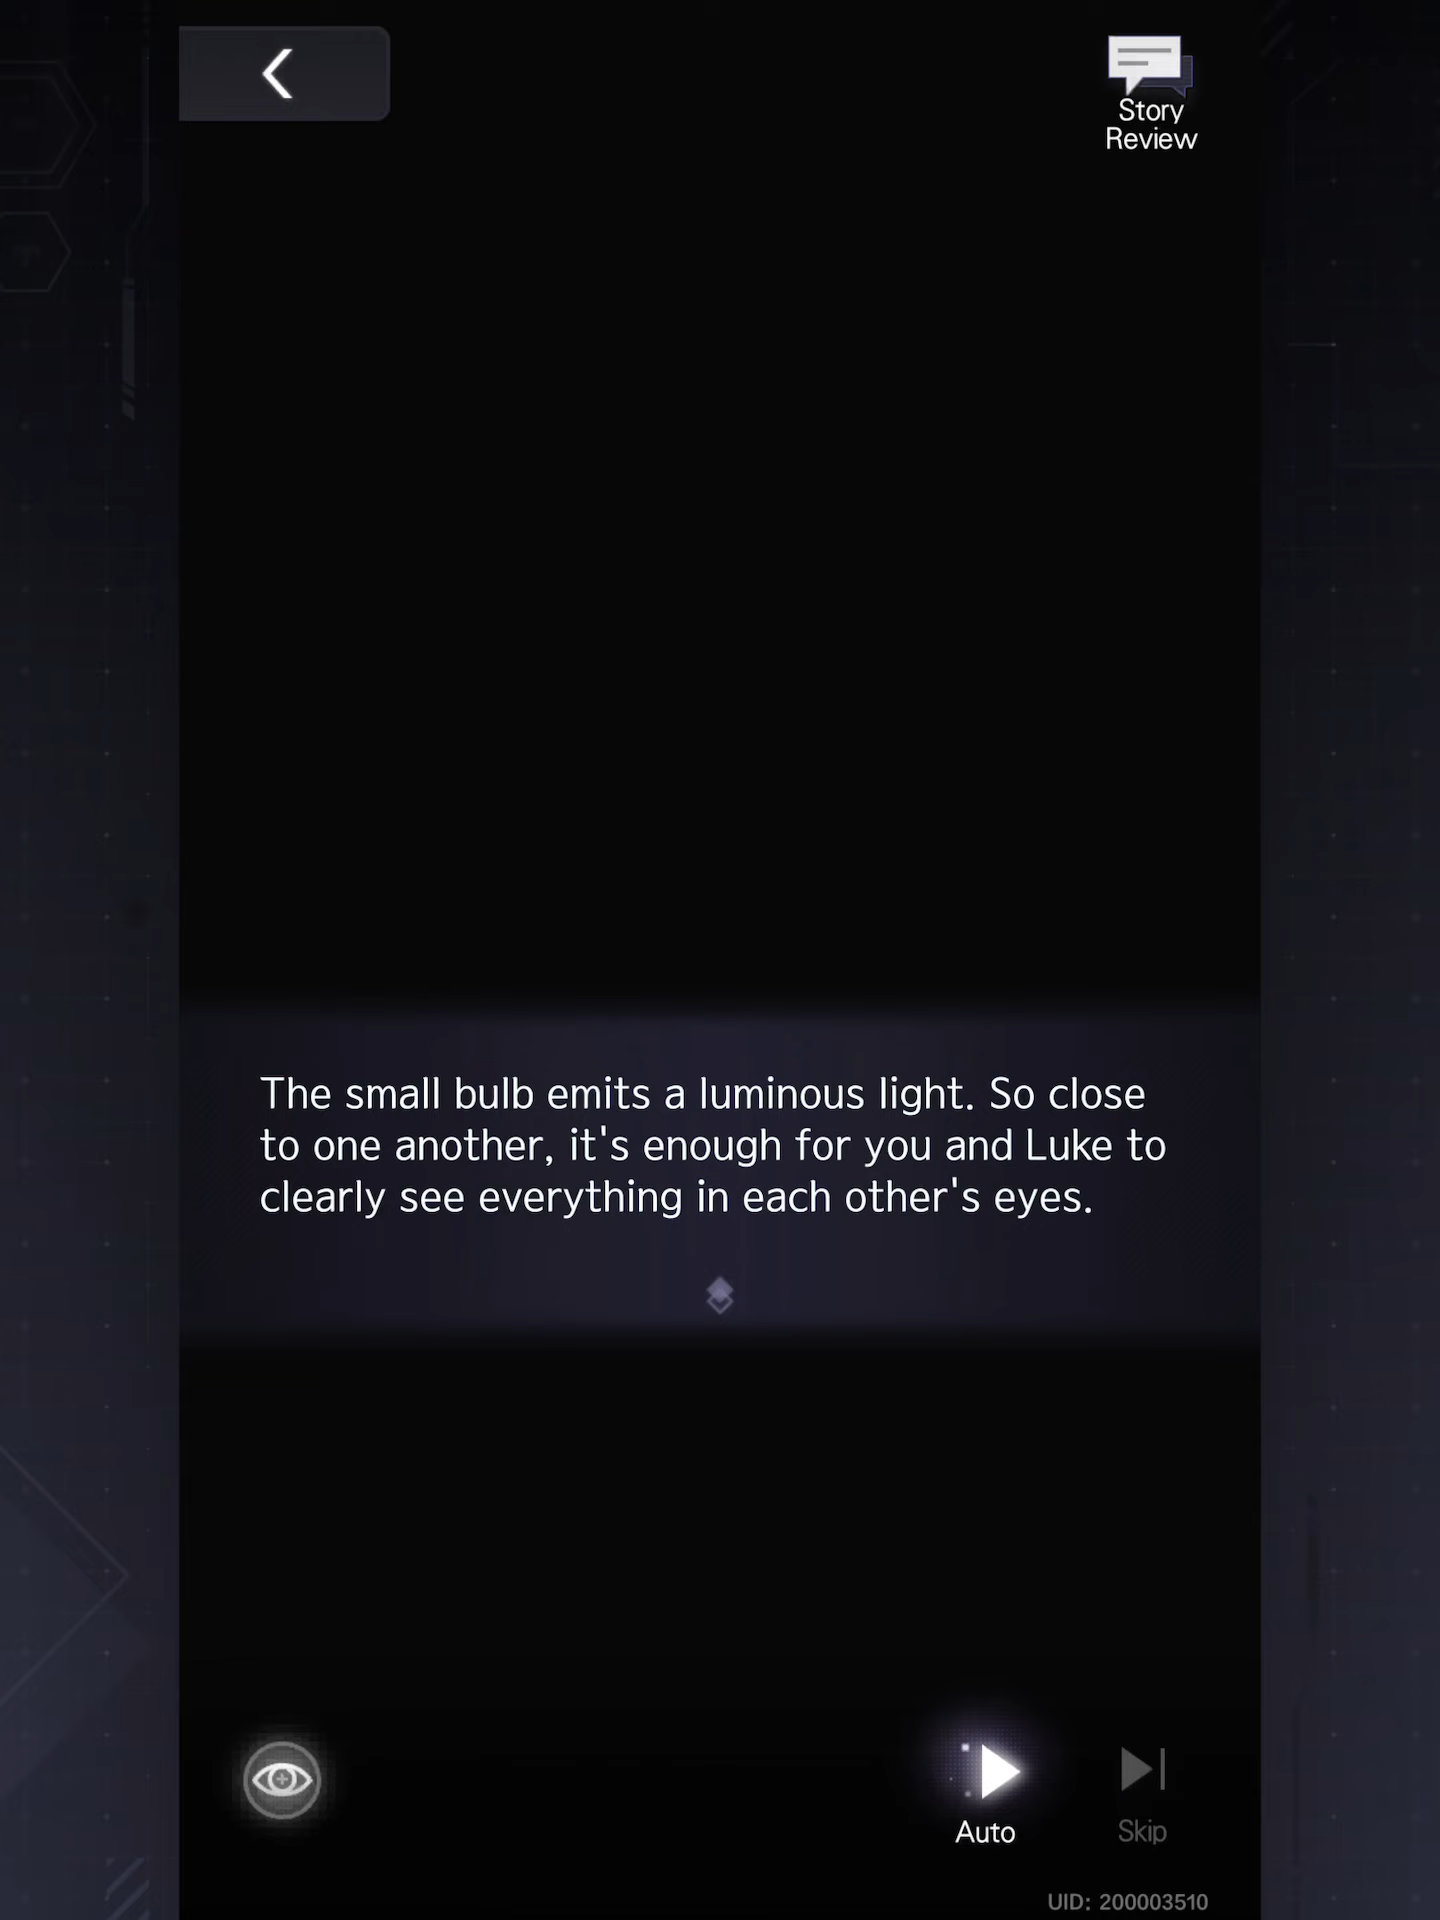 Story
Review
The small bulb emits a luminous light. So close
to one another, it's enough for you and Luke to
clearly see everything in each other's eyes.
Auto
Skip
UID: 200003510